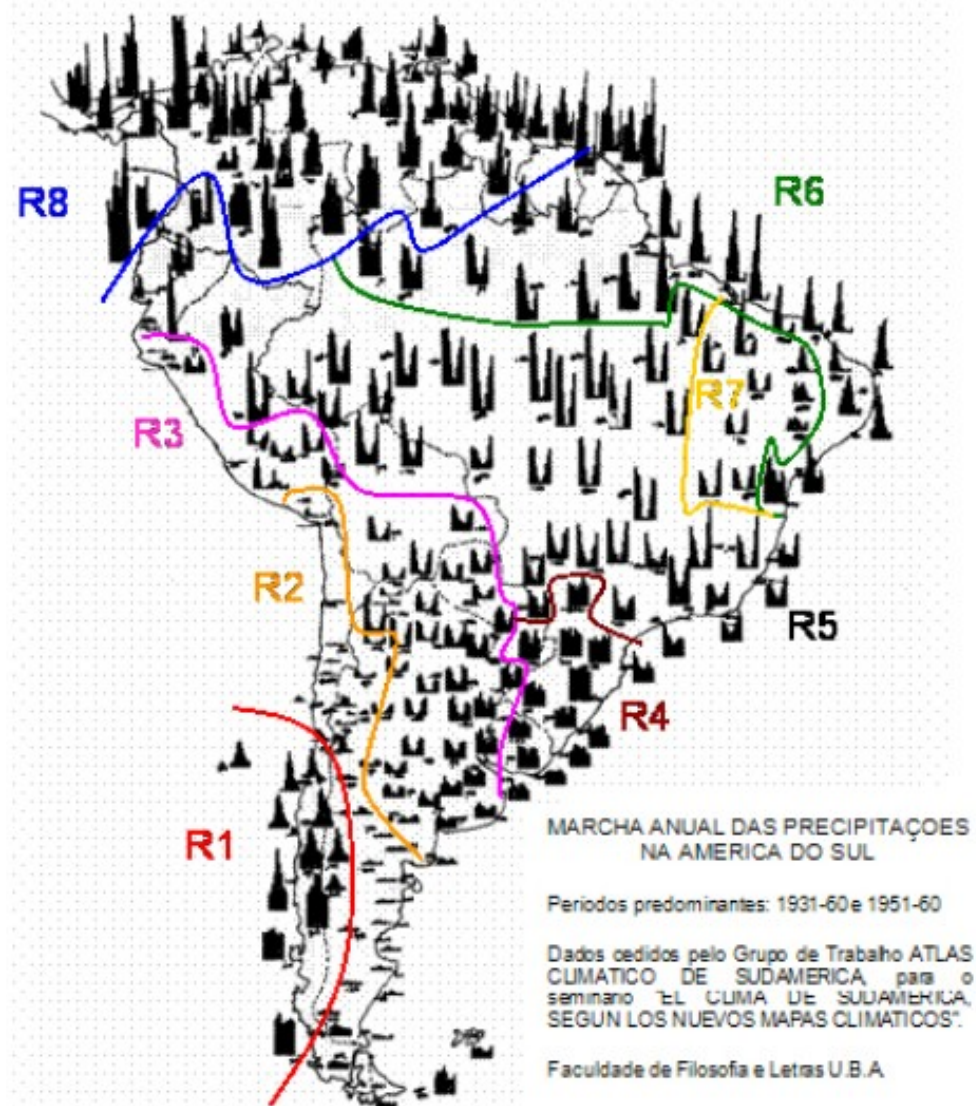 R8
R6
R7
R3
R2
R5
R4
R1
MARCHA ANUAL DAS PRECIPITAÇOES
NA AMERICA DO SUL
Periodos predominantes: 1931-60 e 1951-60
Dados cedidos pelo Grupo de Trabalho ATLAS
CLIMATICO DE SUDAMERICA, para o
seminario "EL CLIMA DE SUDAMERICA,
SEGUN LOS NUEVOS MAPAS CLIMATICOS".
Faculdade de Filosofia e Letras U.B.A